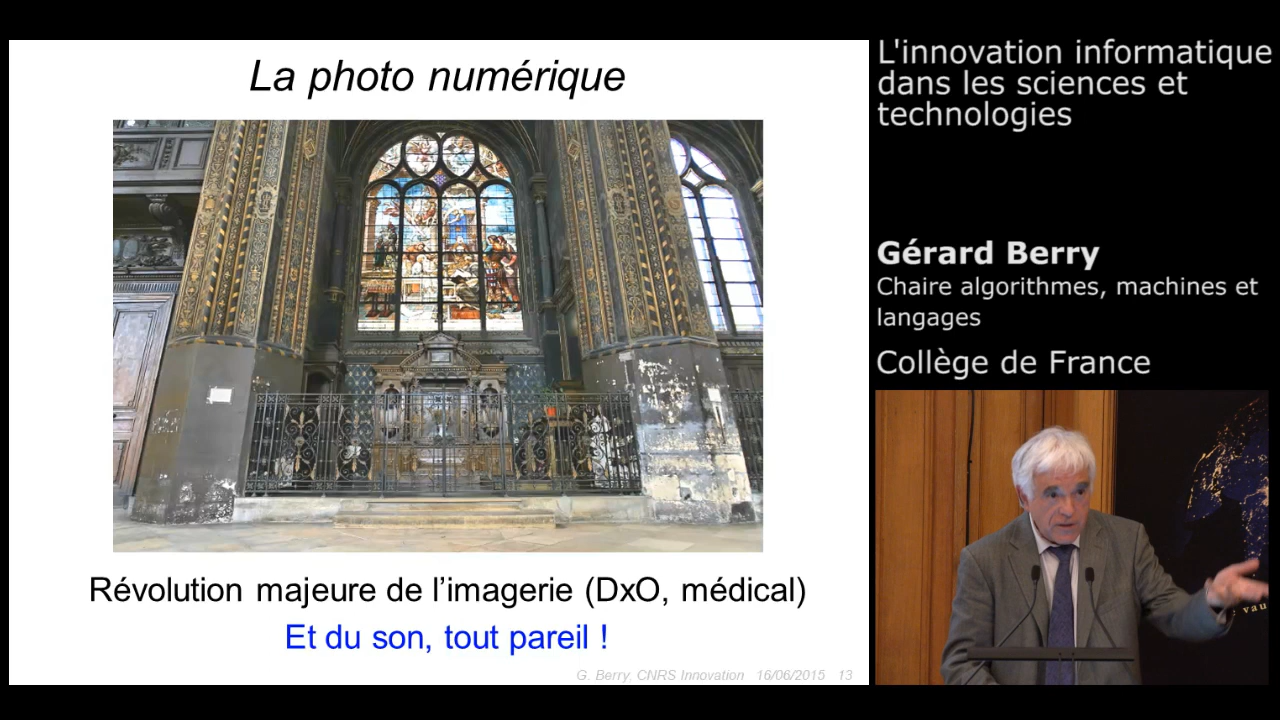 La photo numérique
Révolution majeure de l’imagerie (DxO, médical)
Et du son, tout pareil !
G. Berry, CNRS Innovation 16/06/2015 13
L'innovation informatique
dans les sciences et
technologies
Gérard Berry
Chaire algorithmes, machines et
langages
Collège de France